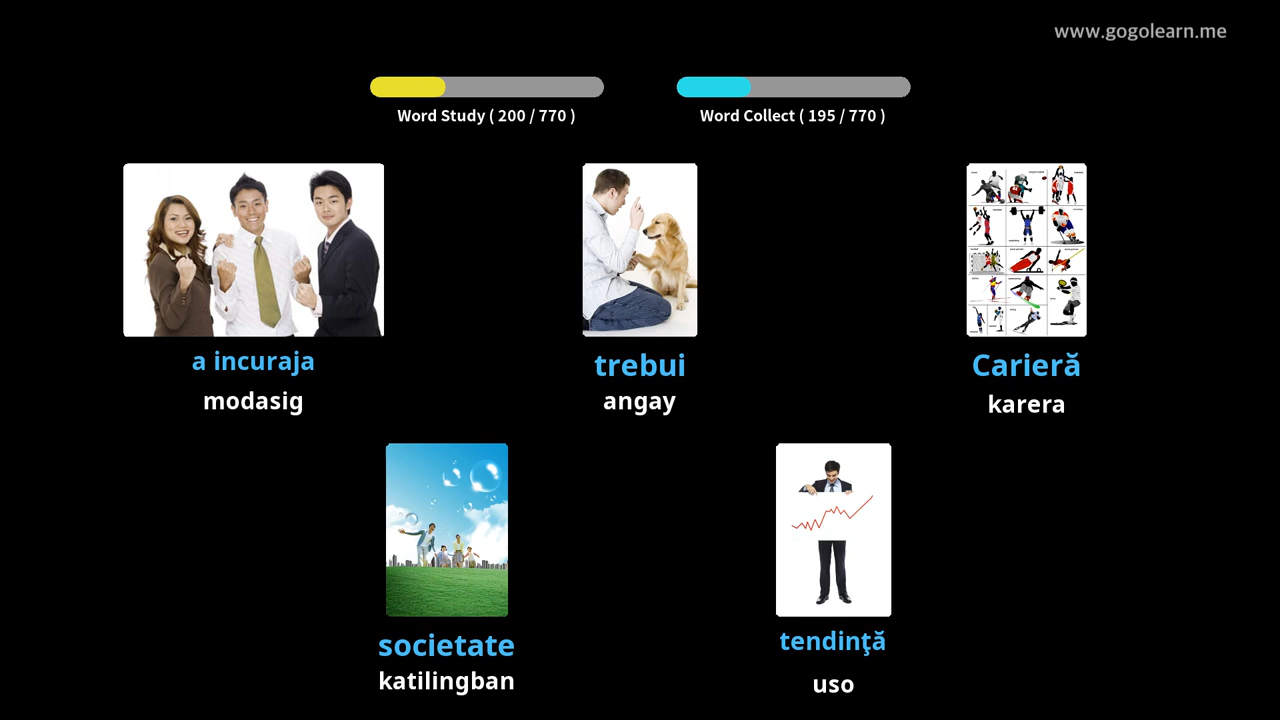 www.gogolearn.me
Word Study ( 200 / 770 )
Word Collect ( 195 / 770 )
a incuraja
modasig
trebui
angay
Carieră
karera
societate
katilingban
tendinţă
uso